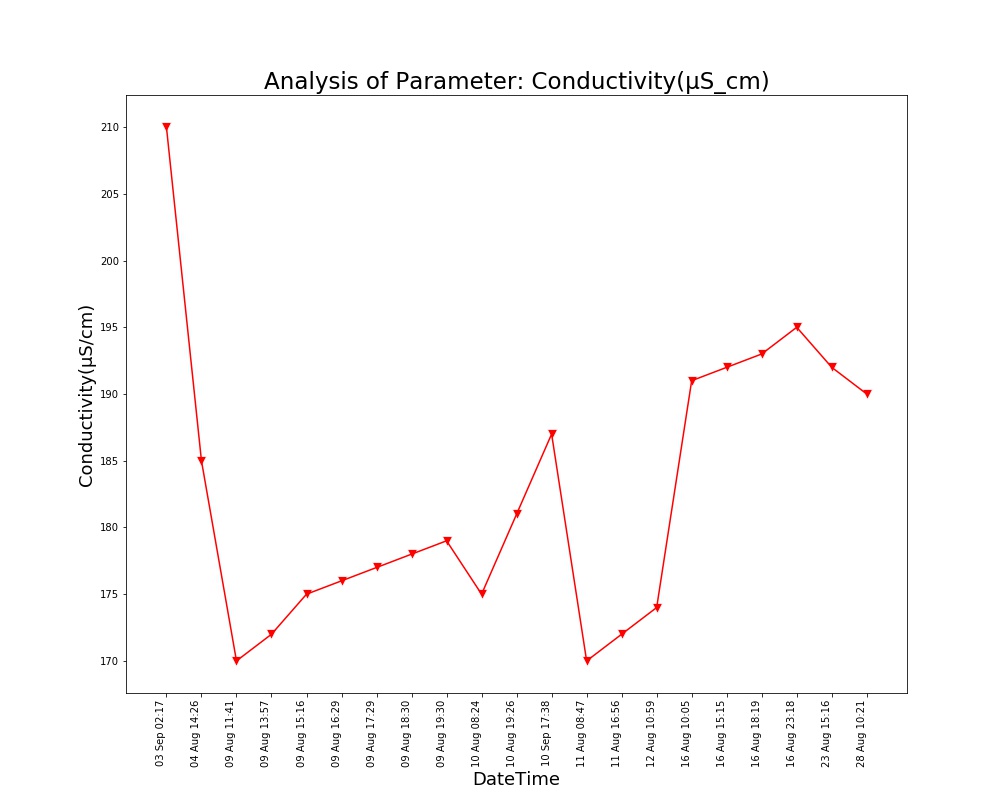 Analysis of Parameter: Conductivity(µS_cm)
Conductivity(µS/cm)
210
205
200
195
190
185
180
175
170
03 Sep 02:17
04 Aug 14:26
09 Aug 11:41
09 Aug 13:57
09 Aug 15:16
09 Aug 16:29
09 Aug 17:29
09 Aug 18:30
09 Aug 19:30
10 Aug 08:24
10 Aug 19:26
10 Sep 17:38
11 Aug 08:47
11 Aug 16:56
12 Aug 10:59
16 Aug 10:05
16 Aug 15:15
16 Aug 18:19
16 Aug 23:18
23 Aug 15:16
28 Aug 10:21
DateTime